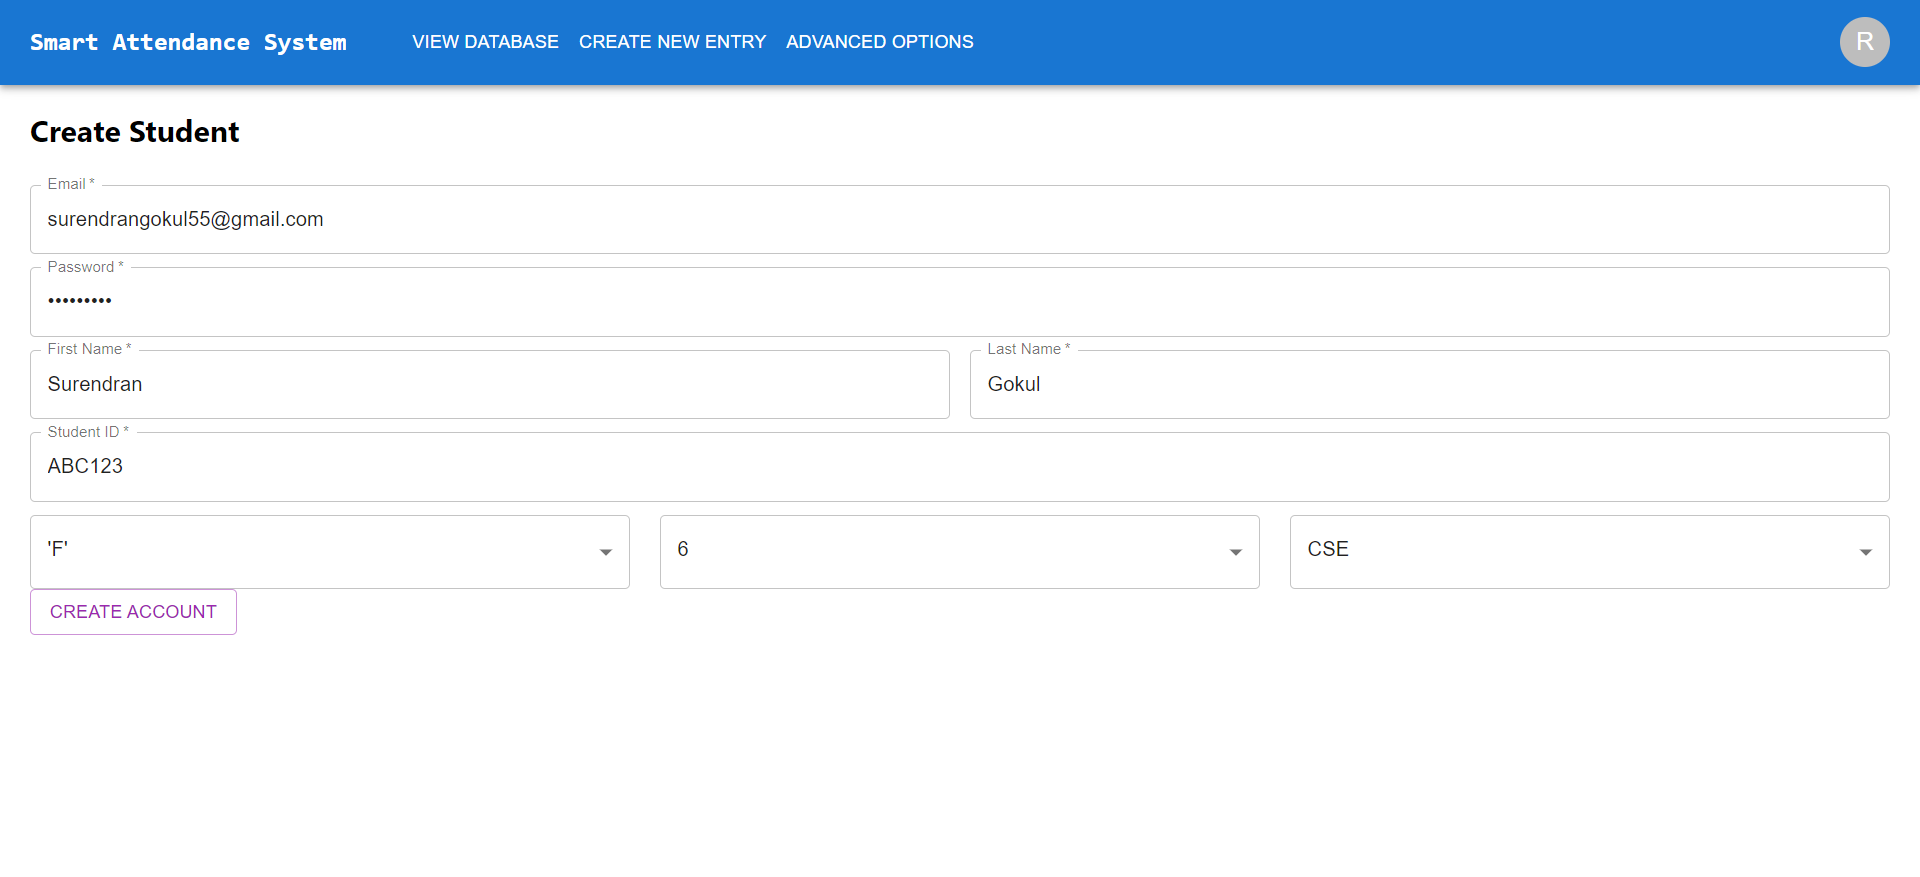 Smart Attendance System VIEW DATABASE CREATE NEW ENTRY ADVANCED OPTIONS R
Create Student
Email *
surendrangokul55@gmail.com
Password *
•••••••••
First Name * Last Name *
Surendran Gokul
Student ID *
ABC123
'F' 6 CSE
CREATE ACCOUNT